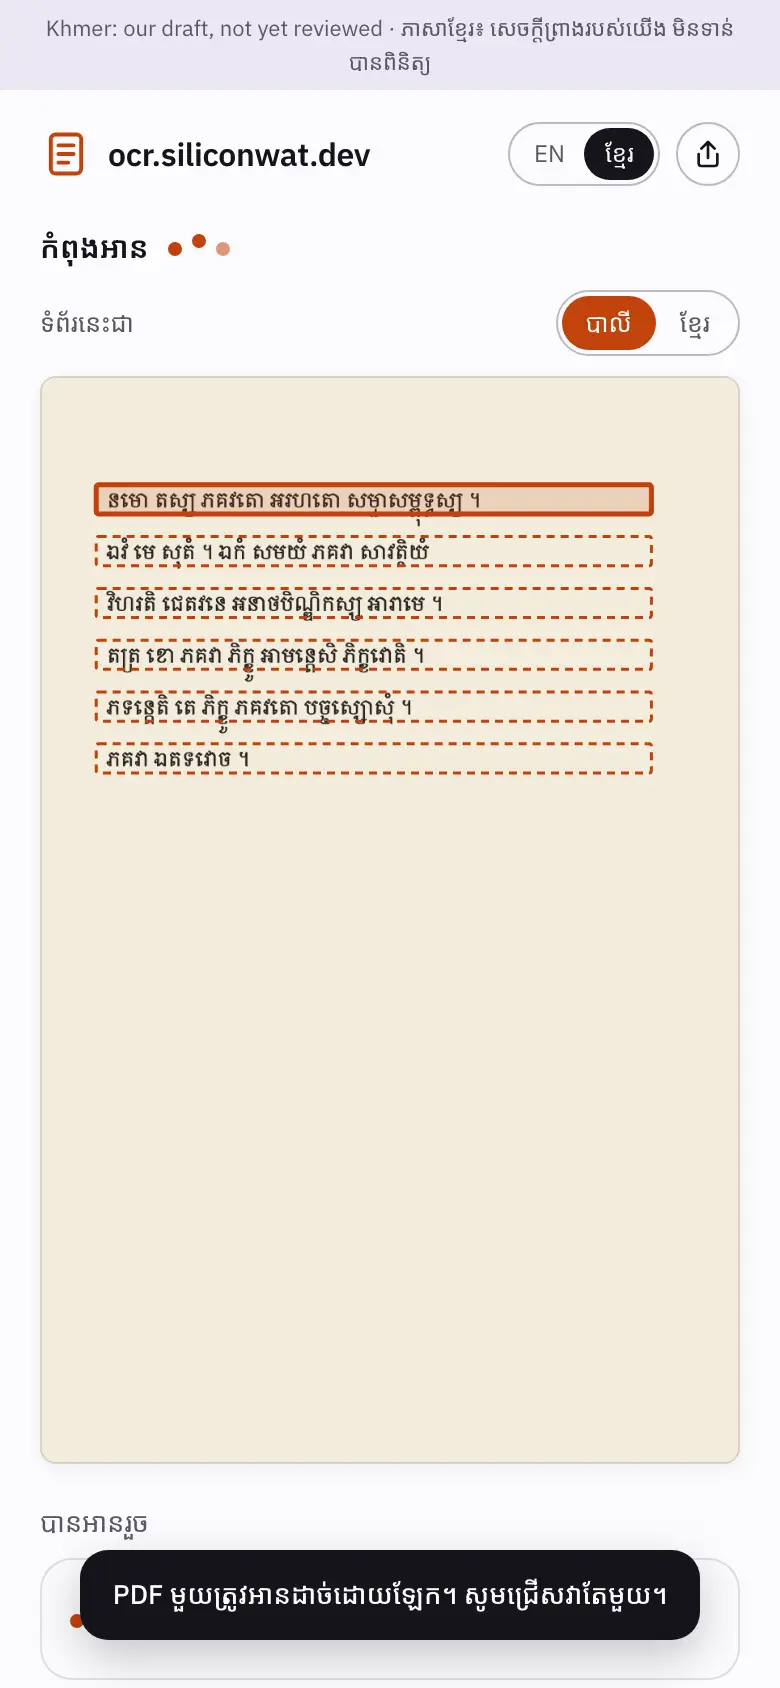 Khmer: our draft, not yet reviewed · ភាសាខ្មែរ៖ សេចក្តីព្រាងរបស់យើង មិនទាន់
បានពិនិត្យ
ocr.siliconwat.dev
EN ខ្មែរ
កំពុងអាន
ទំព័រនេះជា
បាលី ខ្មែរ
នមោ តស្ស ភគវតោ អរហតោ សម្មាសម្ពុទ្ធស្ស ។
ឯវំ មេ សុតំ ។ ឯកំ សមយំ ភគវា សាវត្ថិយំ
វិហរតិ ជេតវនេ អនាថបិណ្ឌិកស្ស អារាមេ ។
តត្រ ខោ ភគវា ភិក្ខូ អាមន្តេសិ ភិក្ខវោតិ ។
ភទន្តេតិ តេ ភិក្ខូ ភគវតោ បច្ចស្សោសុំ ។
ភគវា ឯតទវោច ។
បានអានរួច
PDF មួយត្រូវអានដាច់ដោយឡែក។ សូមជ្រើសវាតែមួយ។